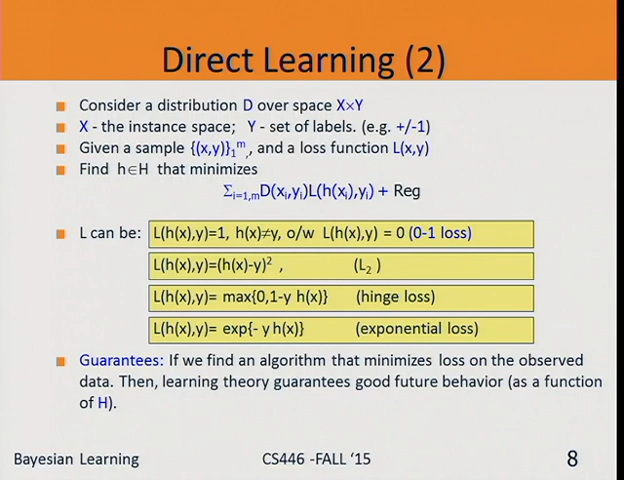 Direct Learning (2)
Consider a distribution D over space X×Y
X - the instance space; Y - set of labels. (e.g. +/-1)
Given a sample {(x,y)}₁ᵐ,, and a loss function L(x,y)
Find h∈H that minimizes
Σi=1,mD(xi,yi)L(h(xi),yi) + Reg
L can be: L(h(x),y)=1, h(x)≠y, o/w L(h(x),y) = 0 (0-1 loss)
L(h(x),y)=(h(x)-y)² , (L₂ )
L(h(x),y)= max{0,1-y h(x)} (hinge loss)
L(h(x),y)= exp{- y h(x)} (exponential loss)
Guarantees: If we find an algorithm that minimizes loss on the observed
data. Then, learning theory guarantees good future behavior (as a function
of H).
Bayesian Learning CS446 -FALL ‘15 8